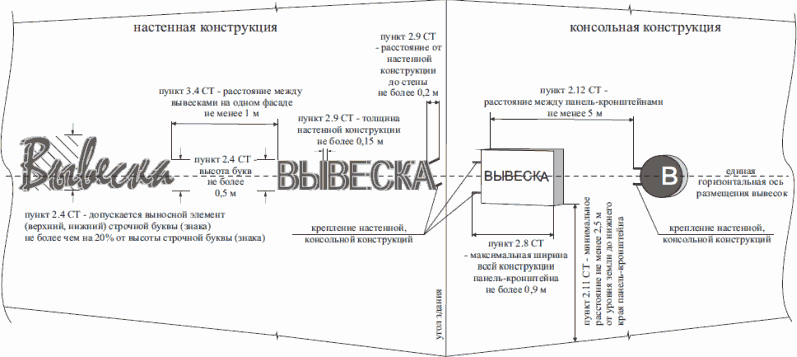 настенная конструкция
консольная конструкция
пункт 2.9 СТ
- расстояние от
настенной
конструкции
до стены
не более 0,2 м
пункт 3.4 СТ - расстояние между
вывесками на одном фасаде
не менее 1 м
пункт 2.9 СТ - толщина
настенной конструкции
не более 0,15 м
пункт 2.12 СТ -
расстояние между панель-кронштейнами
не менее 5 м
Вывеска
пункт 2.4 СТ
высота букв
не более
0,5 м
ВЫВЕСКА
ВЫВЕСКА
В
единая
горизонтальная ось
размещения вывесок
пункт 2.4 СТ - допускается выносной элемент
(верхний, нижний) строчной буквы (знака)
не более чем на 20% от высоты строчной буквы (знака)
крепление настенной,
консольной конструкций
пункт 2.8 СТ
- максимальная ширина
всей конструкции
панель-кронштейна
не более 0,9 м
пункт 2.11 СТ - минимальное
расстояние не менее 2,5 м
от уровня земли до нижнего
края панель-кронштейна
крепление настенной,
консольной конструкций
угол здания